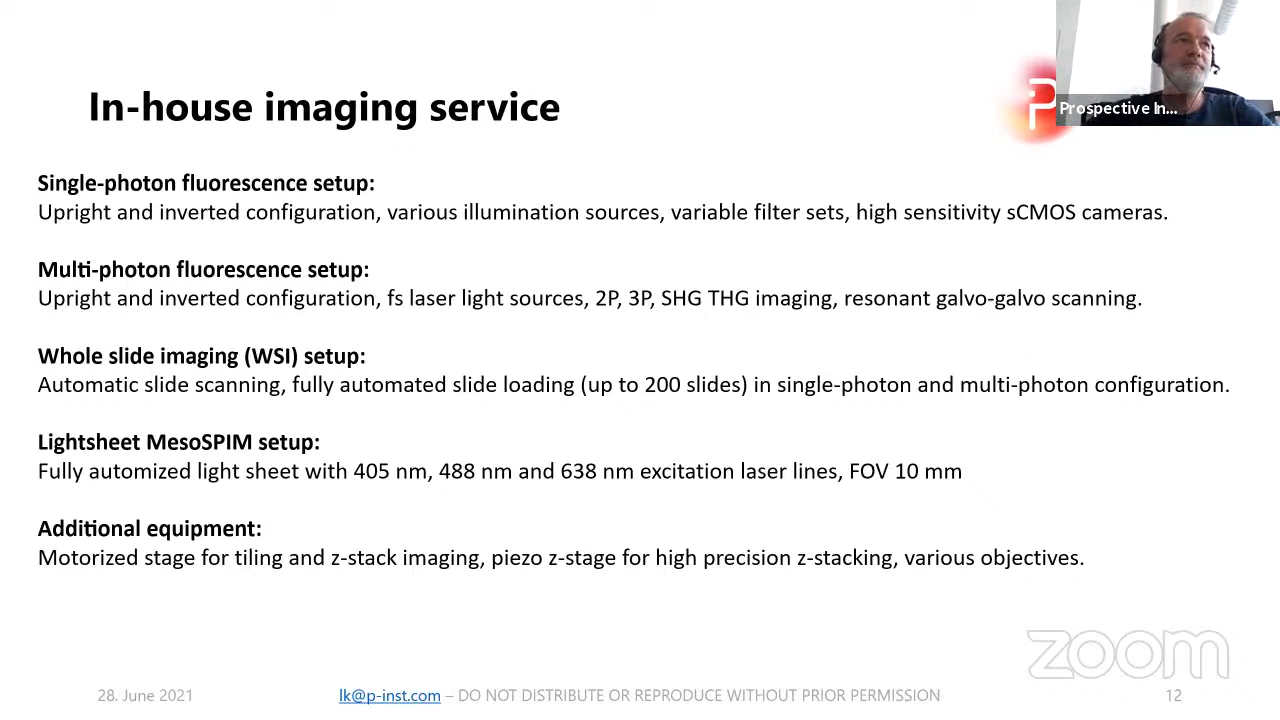 In-house imaging service
Prospective In...
Single-photon fluorescence setup:
Upright and inverted configuration, various illumination sources, variable filter sets, high sensitivity sCMOS cameras.
Multi-photon fluorescence setup:
Upright and inverted configuration, fs laser light sources, 2P, 3P, SHG THG imaging, resonant galvo-galvo scanning.
Whole slide imaging (WSI) setup:
Automatic slide scanning, fully automated slide loading (up to 200 slides) in single-photon and multi-photon configuration.
Lightsheet MesoSPIM setup:
Fully automized light sheet with 405 nm, 488 nm and 638 nm excitation laser lines, FOV 10 mm
Additional equipment:
Motorized stage for tiling and z-stack imaging, piezo z-stage for high precision z-stacking, various objectives.
zoom
28. June 2021 lk@p-inst.com – DO NOT DISTRIBUTE OR REPRODUCE WITHOUT PRIOR PERMISSION 12